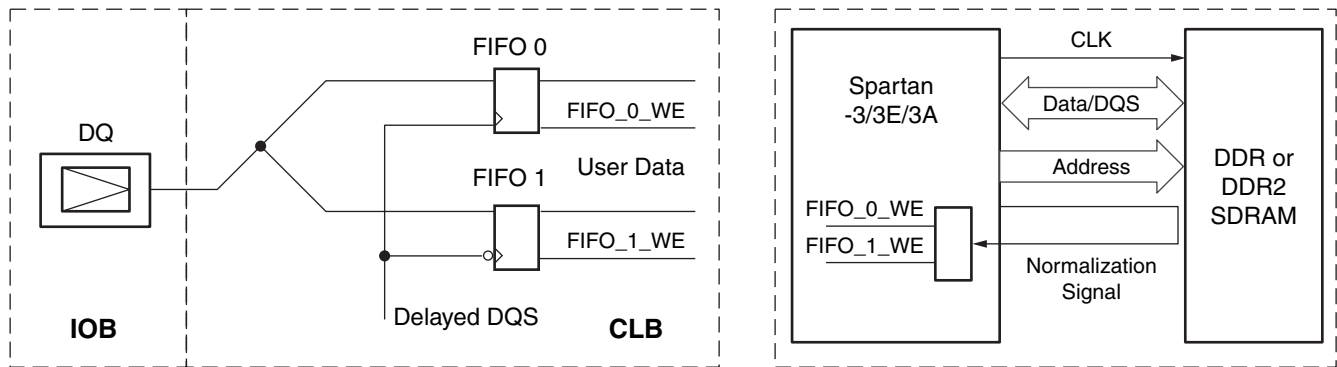 FIFO 0
DQ
FIFO_0_WE
User Data
FIFO 1
FIFO_1_WE
Delayed DQS
IOB
CLB
Spartan
-3/3E/3A
CLK
Data/DQS
Address
DDR or
DDR2
SDRAM
FIFO_0_WE
FIFO_1_WE
Normalization
Signal